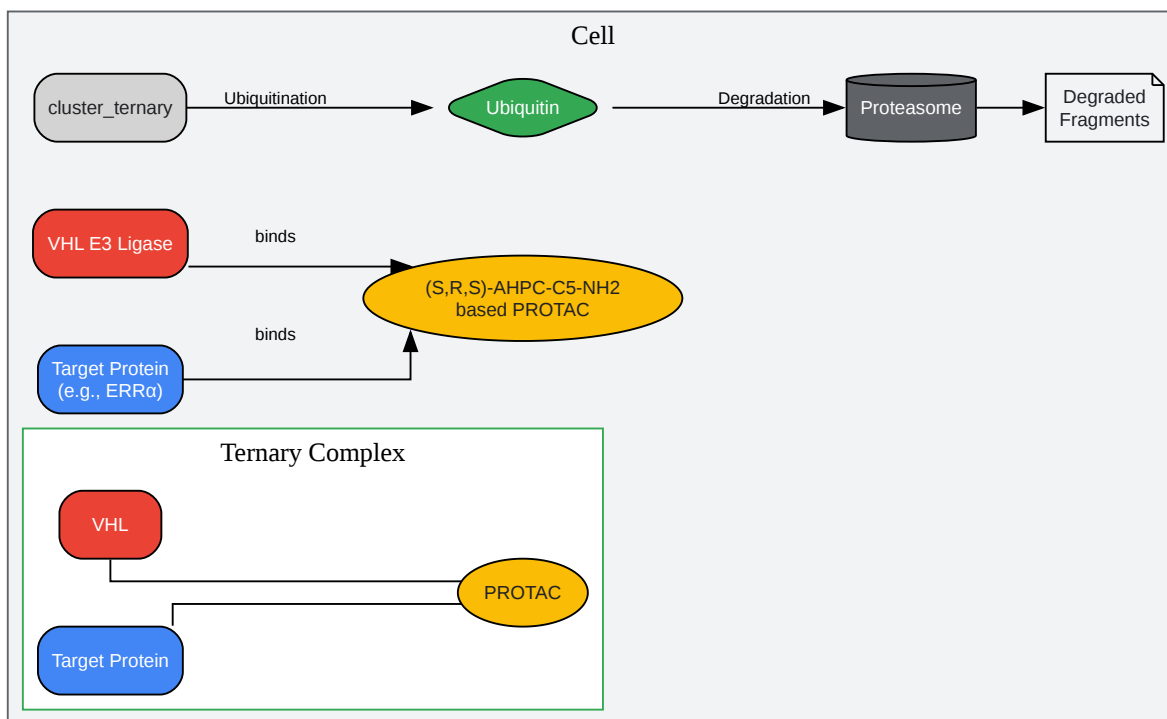 Cell
cluster_ternary
Ubiquitination
Ubiquitin
Degradation
Proteasome
Degraded
Fragments
VHL E3 Ligase
binds
(S,R,S)-AHPC-C5-NH2
based PROTAC
binds
Target Protein
(e.g., ERRα)
Ternary Complex
VHL
PROTAC
Target Protein